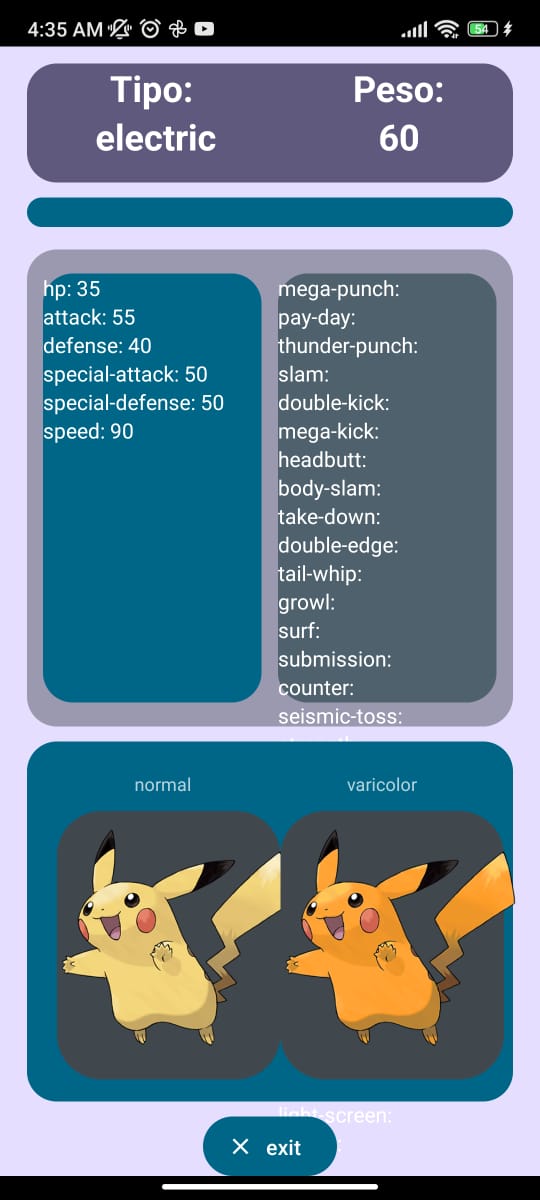 4:35 AM
54
Tipo:
electric
Peso:
60
hp: 35
attack: 55
defense: 40
special-attack: 50
special-defense: 50
speed: 90
mega-punch:
pay-day:
thunder-punch:
slam:
double-kick:
mega-kick:
headbutt:
body-slam:
take-down:
double-edge:
tail-whip:
growl:
surf:
submission:
counter:
seismic-toss:
normal
varicolor
light-screen:
exit